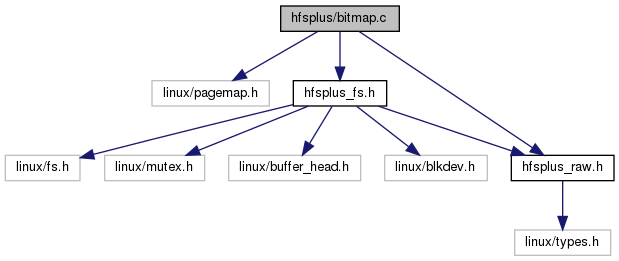 hfsplus/bitmap.c
linux/pagemap.h
hfsplus_fs.h
linux/fs.h
linux/mutex.h
linux/buffer_head.h
linux/blkdev.h
hfsplus_raw.h
linux/types.h